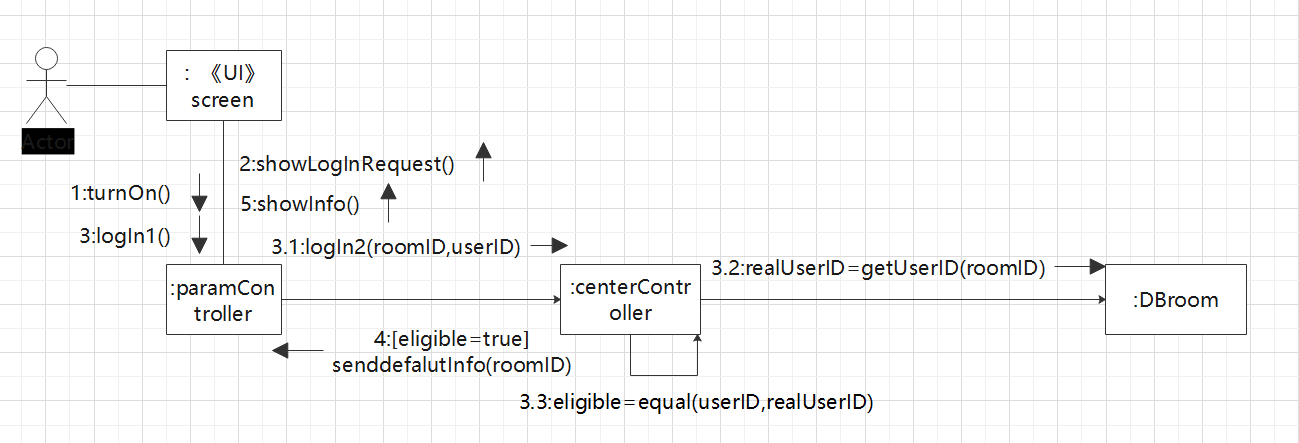 : 《UI》
screen
Actor
2:showLogInRequest()
1:turnOn()
5:showInfo()
3:logIn1()
3.1:logIn2(roomID,userID)
3.2:realUserID=getUserID(roomID)
:paramCon
troller
:centerContr
oller
:DBroom
4:[eligible=true]
senddefalutInfo(roomID)
3.3:eligible=equal(userID,realUserID)